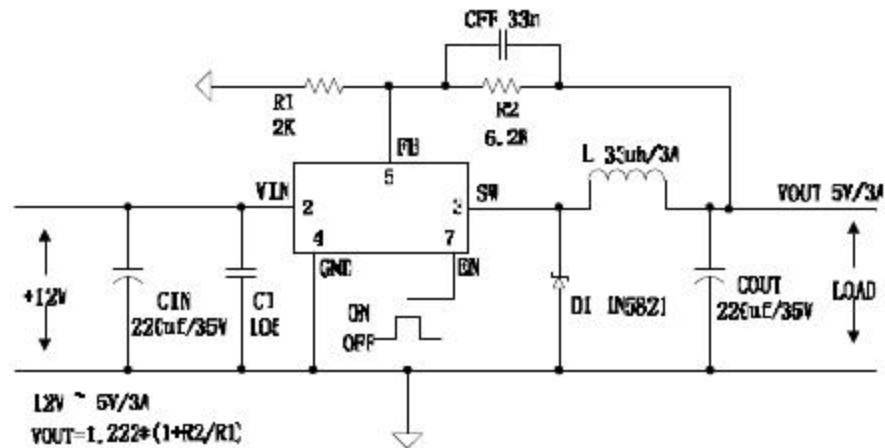 CFF 33n
R1
2K
R2
6.2K
FB
5
L 33uh/3A
VIN
2
3
SW
VOUT 5V/3A
4
7
GND
EN
+12V
CIN
220uf/35V
C1
105
ON
OFF
D1 IN5821
COUT
220uf/35V
LOAD
12V ~ 5V/3A
VOUT=1.222*(1+R2/R1)